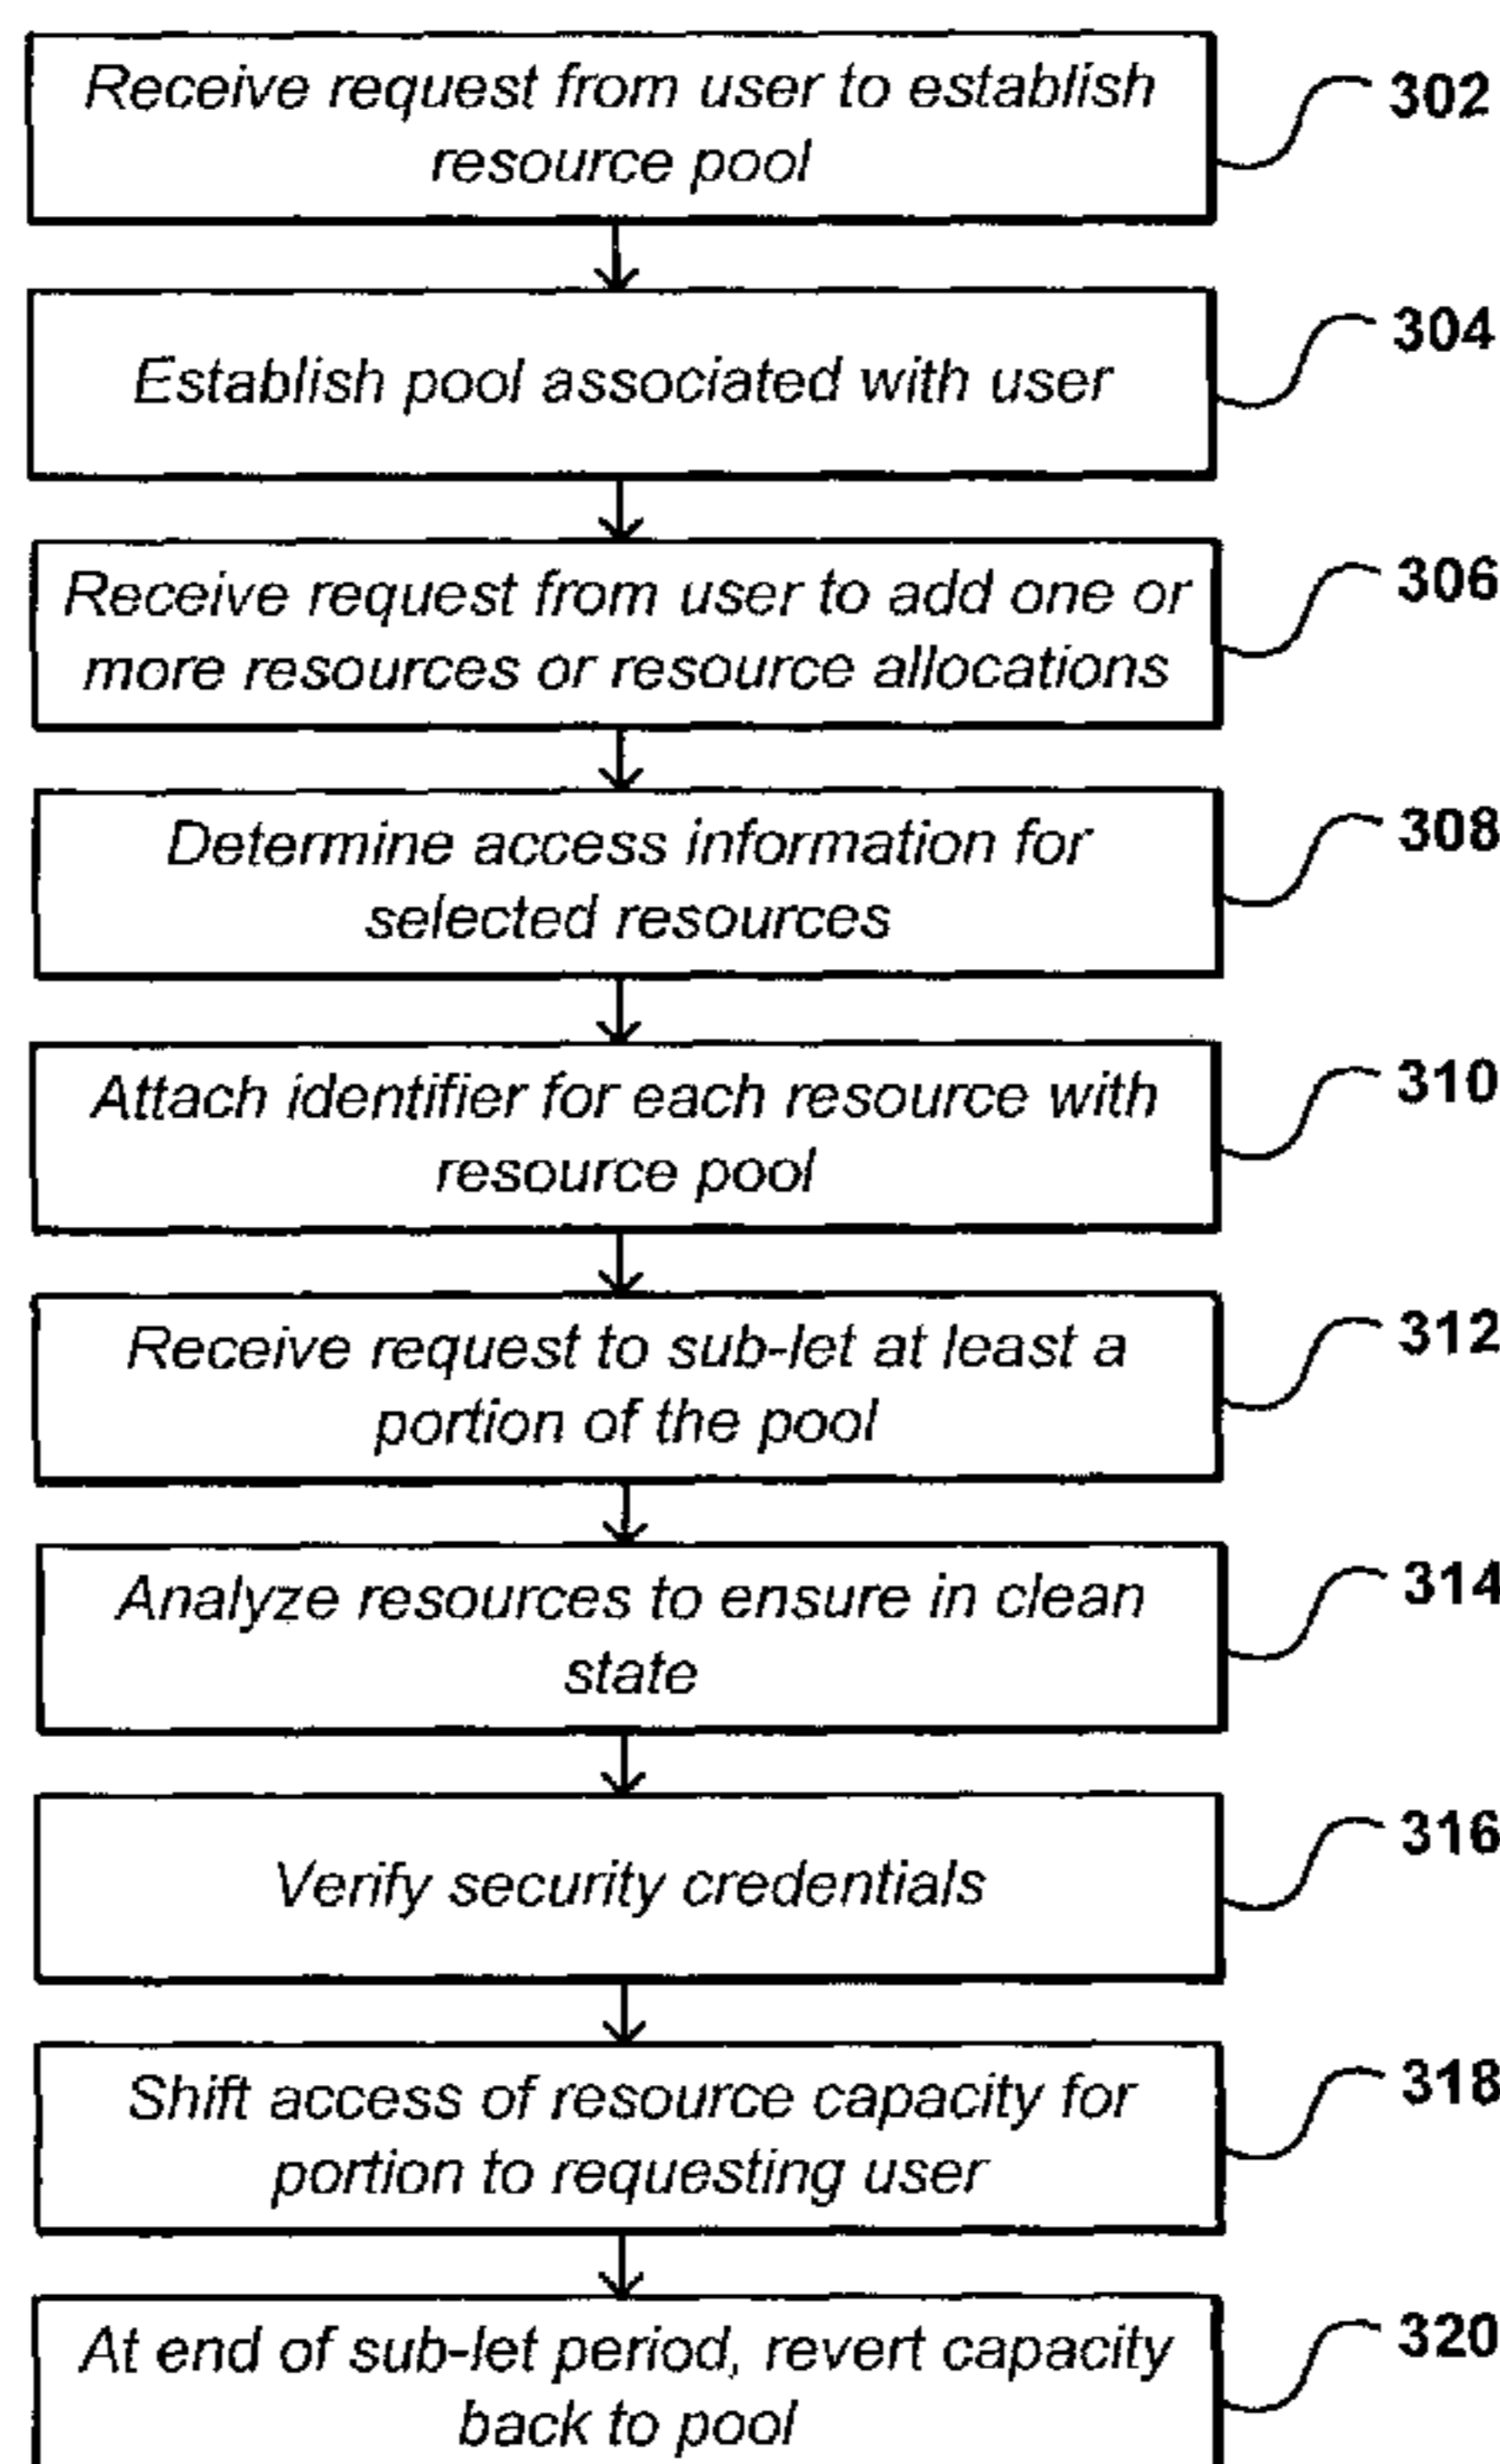 Receive request from user to establish
resource pool
302
Establish pool associated with user
304
Receive request from user to add one or
more resources or resource allocations
306
Determine access information for
selected resources
308
Attach identifier for each resource with
resource pool
310
Receive request to sub-let at least a
portion of the pool
312
Analyze resources to ensure in clean
state
314
Verify security credentials
316
Shift access of resource capacity for
portion to requesting user
318
At end of sub-let period, revert capacity
back to pool
320